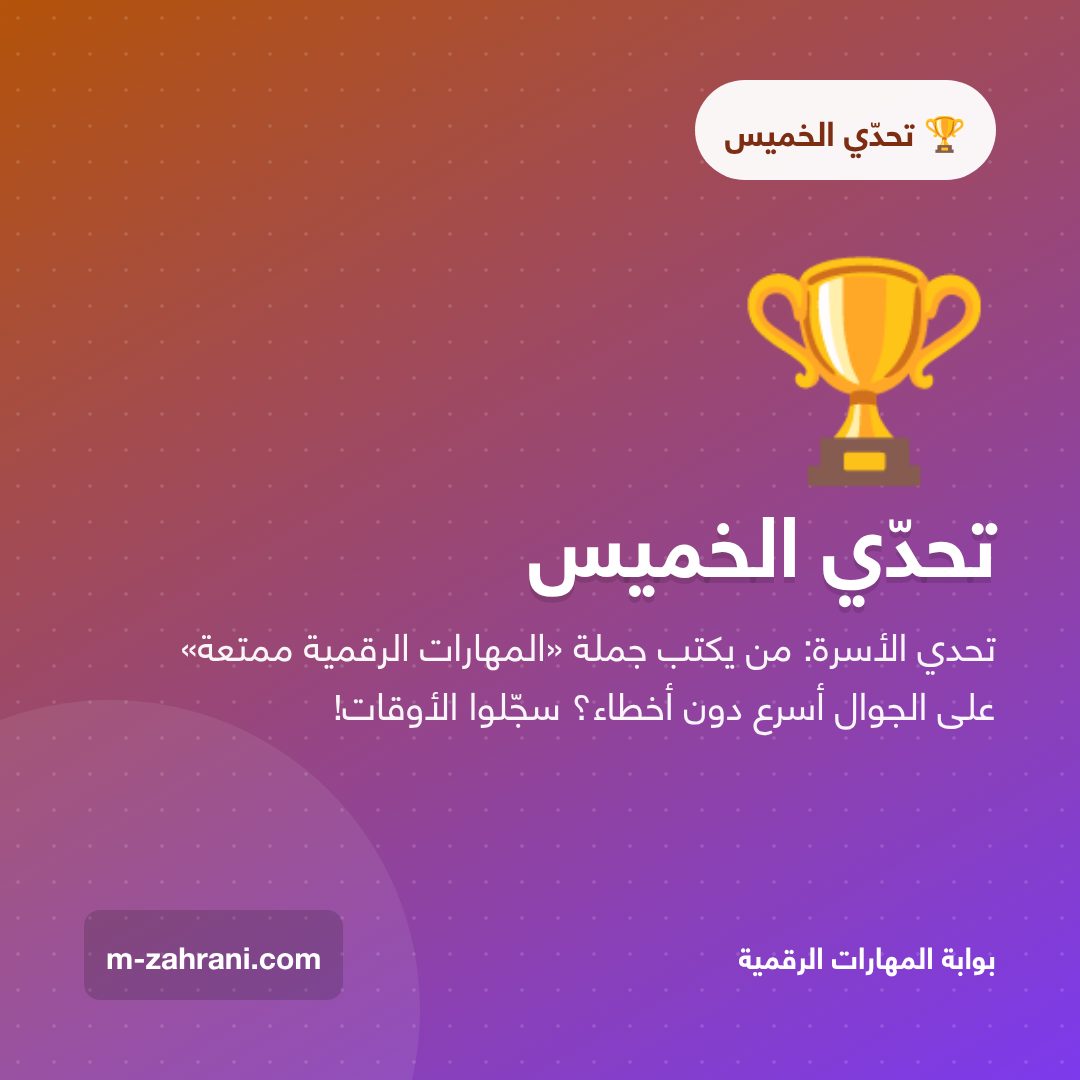 🏆 تحدّي الخميس
تحدّي الخميس
تحدي الأسرة: من يكتب جملة «المهارات الرقمية ممتعة»
على الجوال أسرع دون أخطاء؟ سجّلوا الأوقات!
بوابة المهارات الرقمية
m-zahrani.com